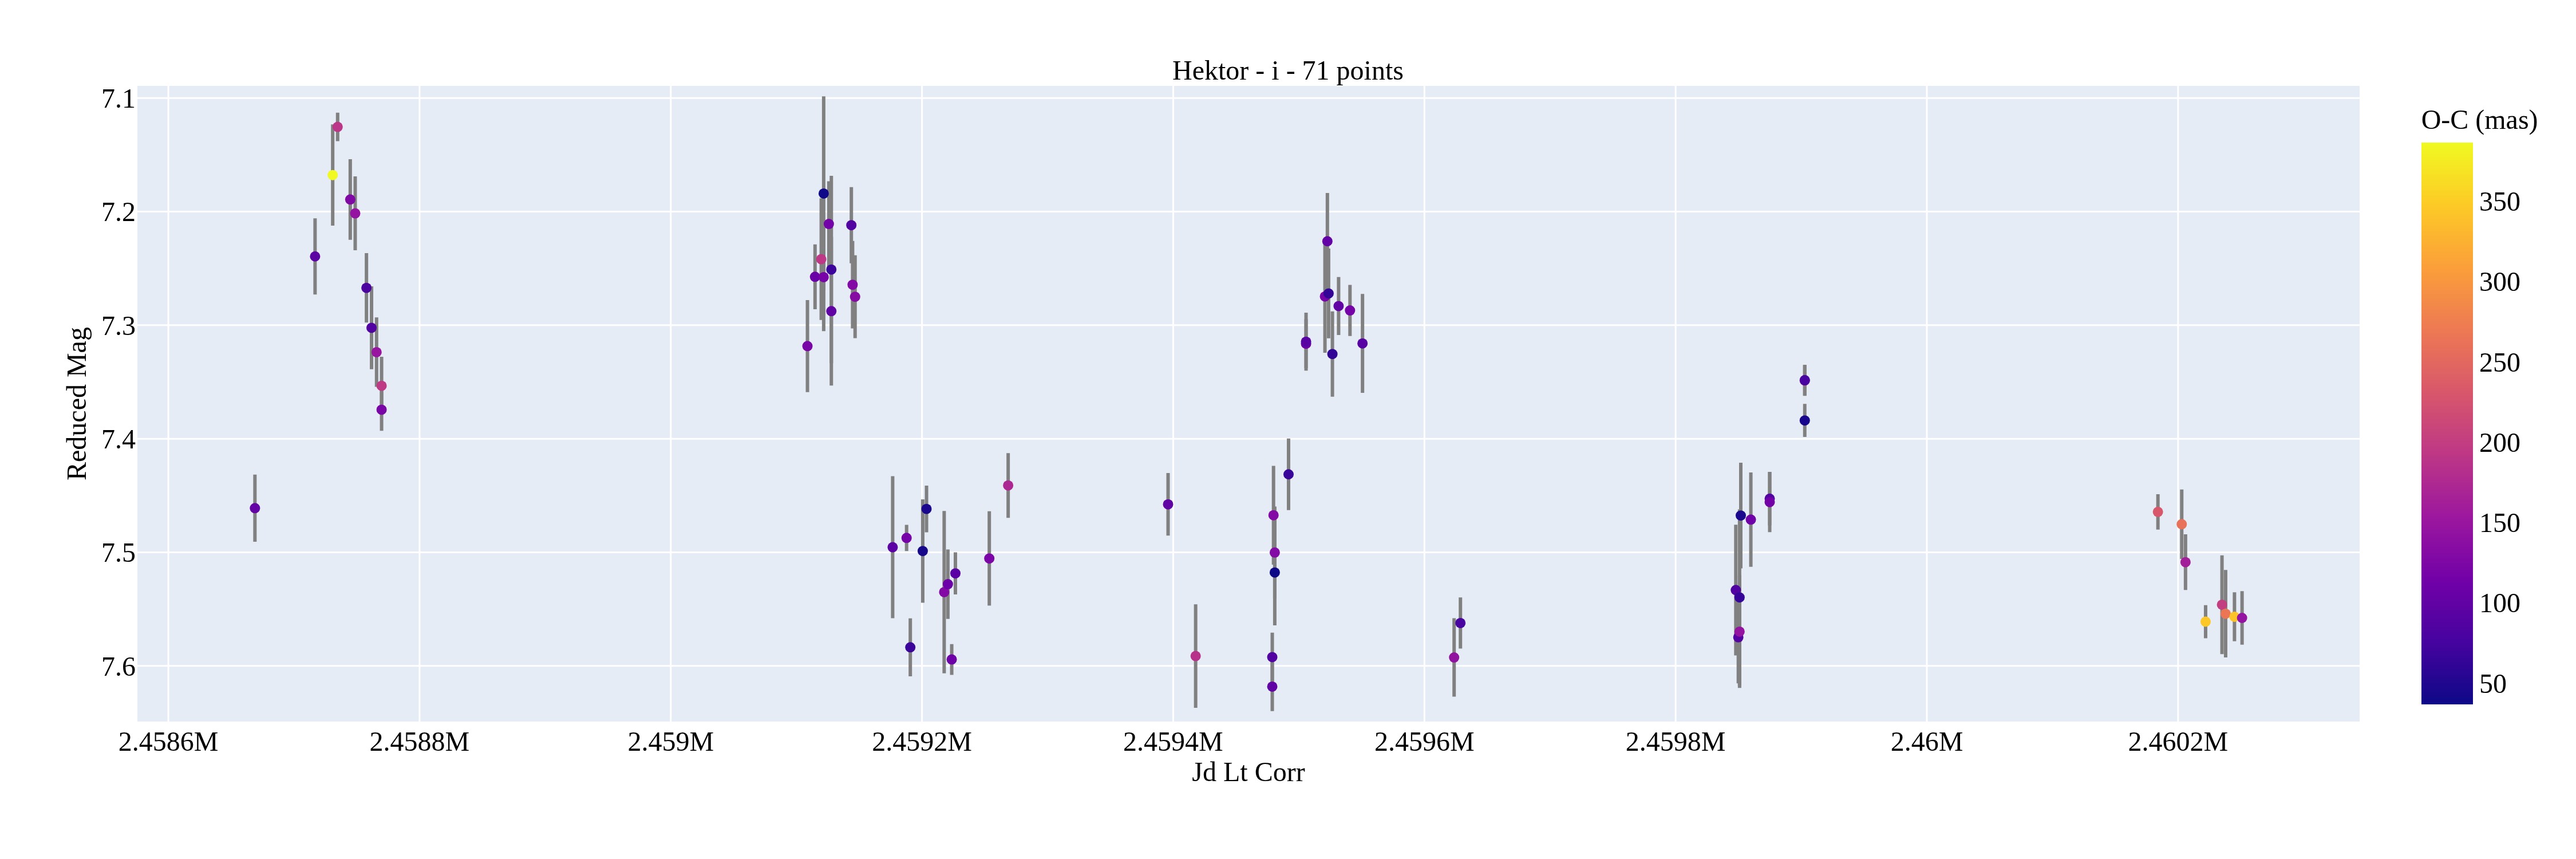 Hektor - i - 71 points
O-C (mas)
7.1
7.2
7.3
7.4
7.5
7.6
Reduced Mag
350
300
250
200
150
100
50
2.4586M 2.4588M 2.459M 2.4592M 2.4594M 2.4596M 2.4598M 2.46M 2.4602M
Jd Lt Corr